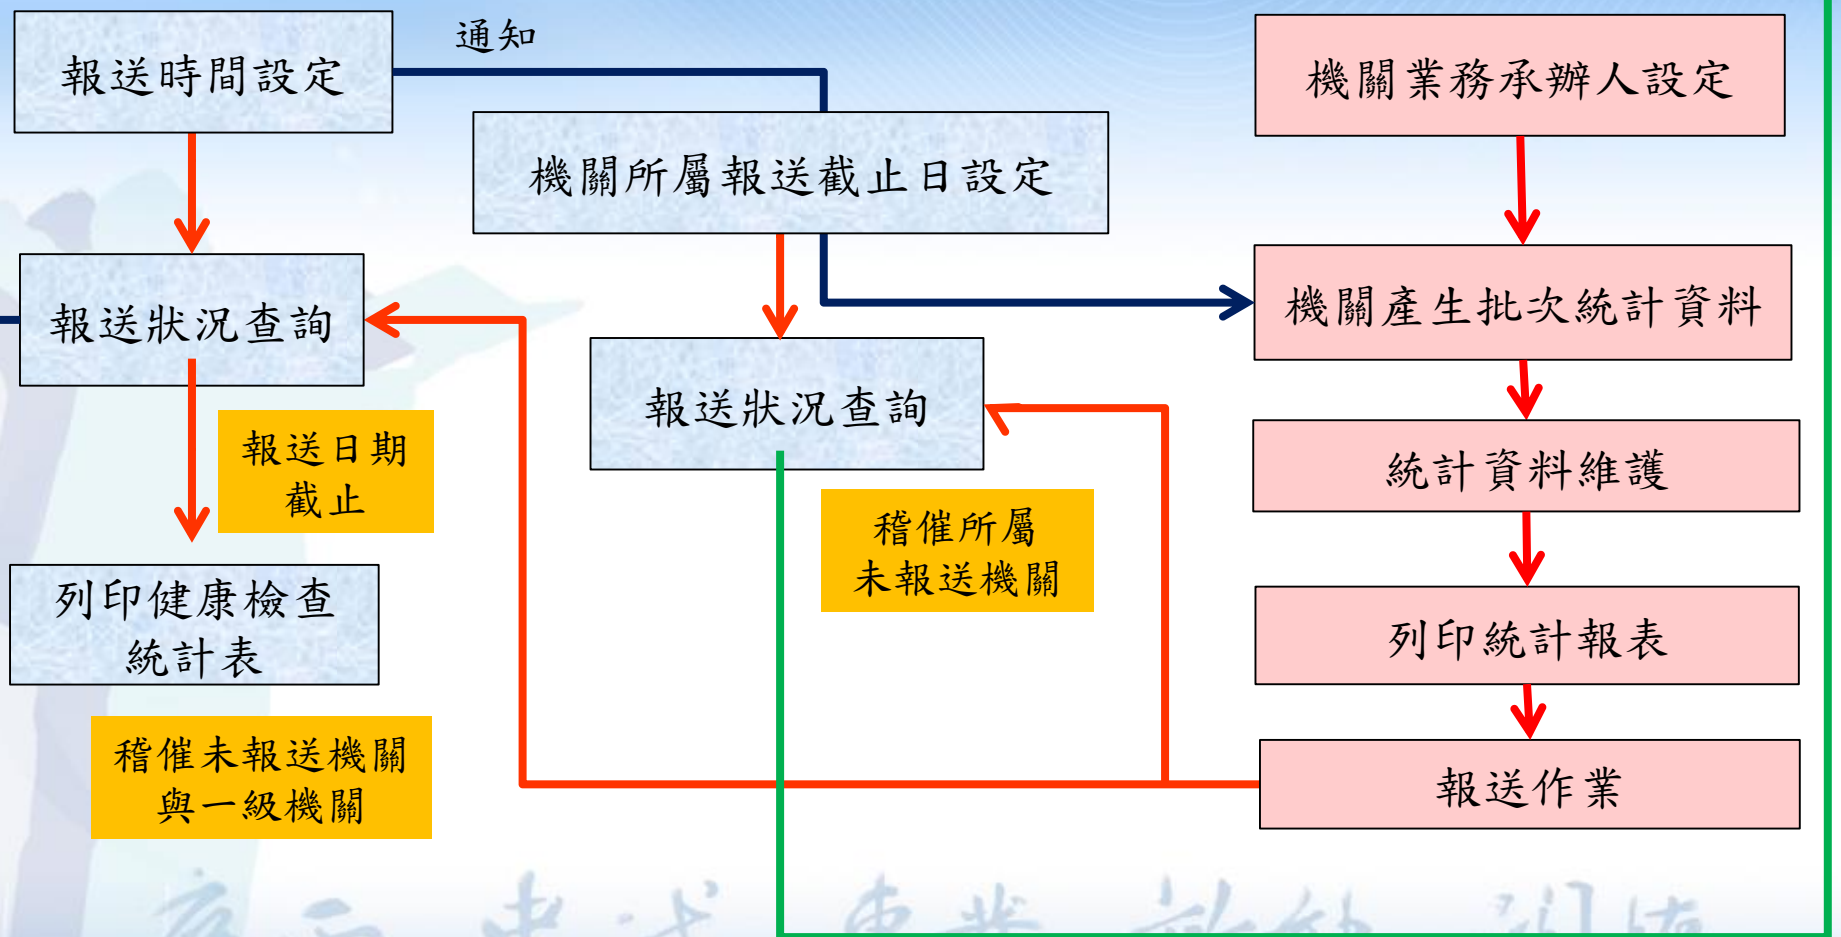 報送時間設定
通知
機關業務承辦人設定
機關所屬報送截止日設定
報送狀況查詢
機關產生批次統計資料
報送狀況查詢
報送日期
截止
統計資料維護
稽催所屬
未報送機關
列印健康檢查
統計表
列印統計報表
稽催未報送機關
與一級機關
報送作業